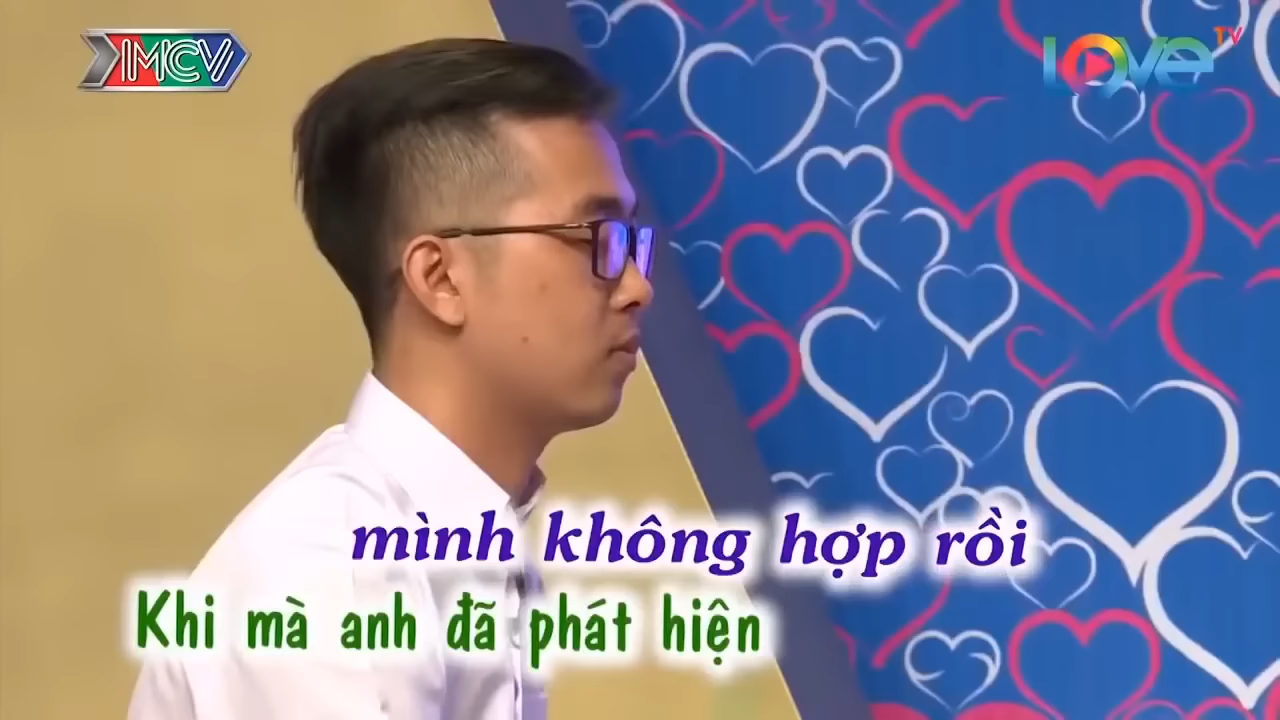 MCV
LOVE TV
mình không hợp rồi
Khi mà anh đã phát hiện